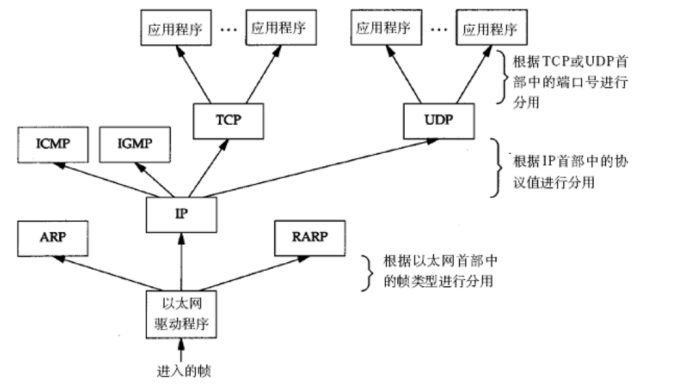 应用程序 … 应用程序 应用程序 … 应用程序
根据TCP或UDP首
部中的端口号进行
分用
TCP UDP
ICMP IGMP
根据IP首部中的协
议值进行分用
IP
ARP RARP
根据以太网首部中
的帧类型进行分用
以太网
驱动程序
进入的帧